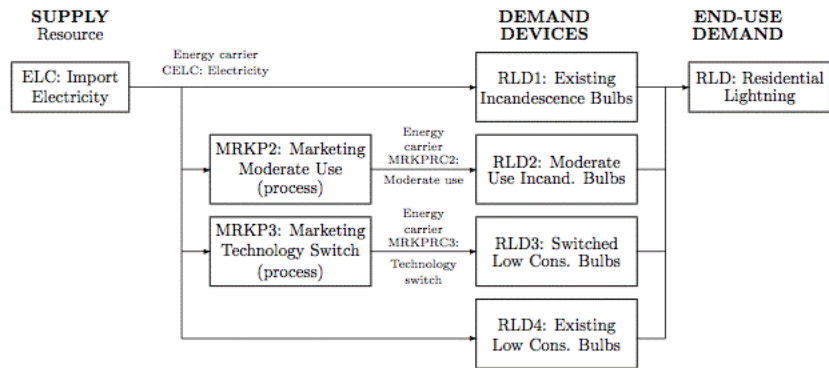 SUPPLY
Resource
DEMAND
DEVICES
END-USE
DEMAND
ELC: Import
Electricity
Energy carrier
CELC: Electricity
RLD1: Existing
Incandescence Bulbs
RLD: Residential
Lightning
MRKP2: Marketing
Moderate Use
(process)
Energy
carrier
MRKPRC2:
Moderate use
RLD2: Moderate
Use Incand. Bulbs
MRKP3: Marketing
Technology Switch
(process)
Energy
carrier
MRKPRC3:
Technology
switch
RLD3: Switched
Low Cons. Bulbs
RLD4: Existing
Low Cons. Bulbs